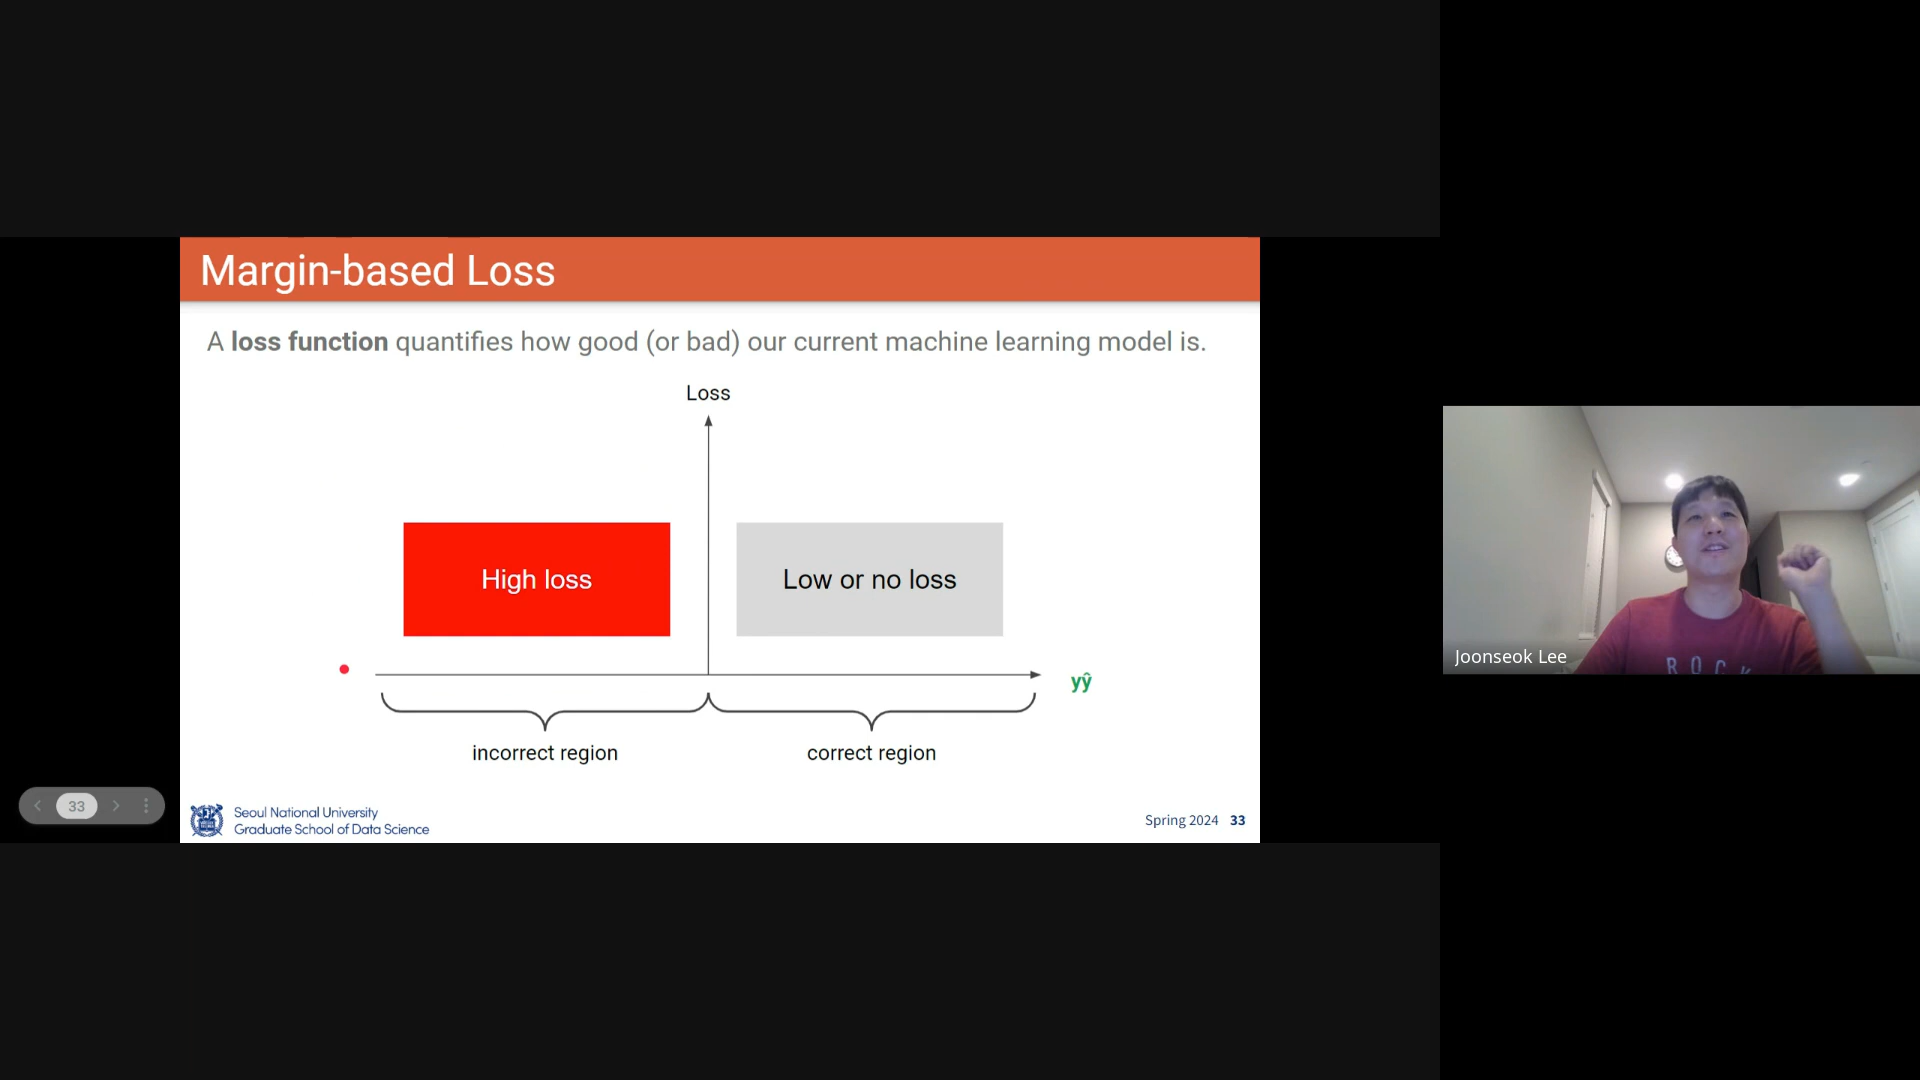 Margin-based Loss
A loss function quantifies how good (or bad) our current machine learning model is.
Loss
High loss
Low or no loss
yŷ
incorrect region
correct region
33
Seoul National University
Graduate School of Data Science
Spring 2024 33
Joonseok Lee
ROCK